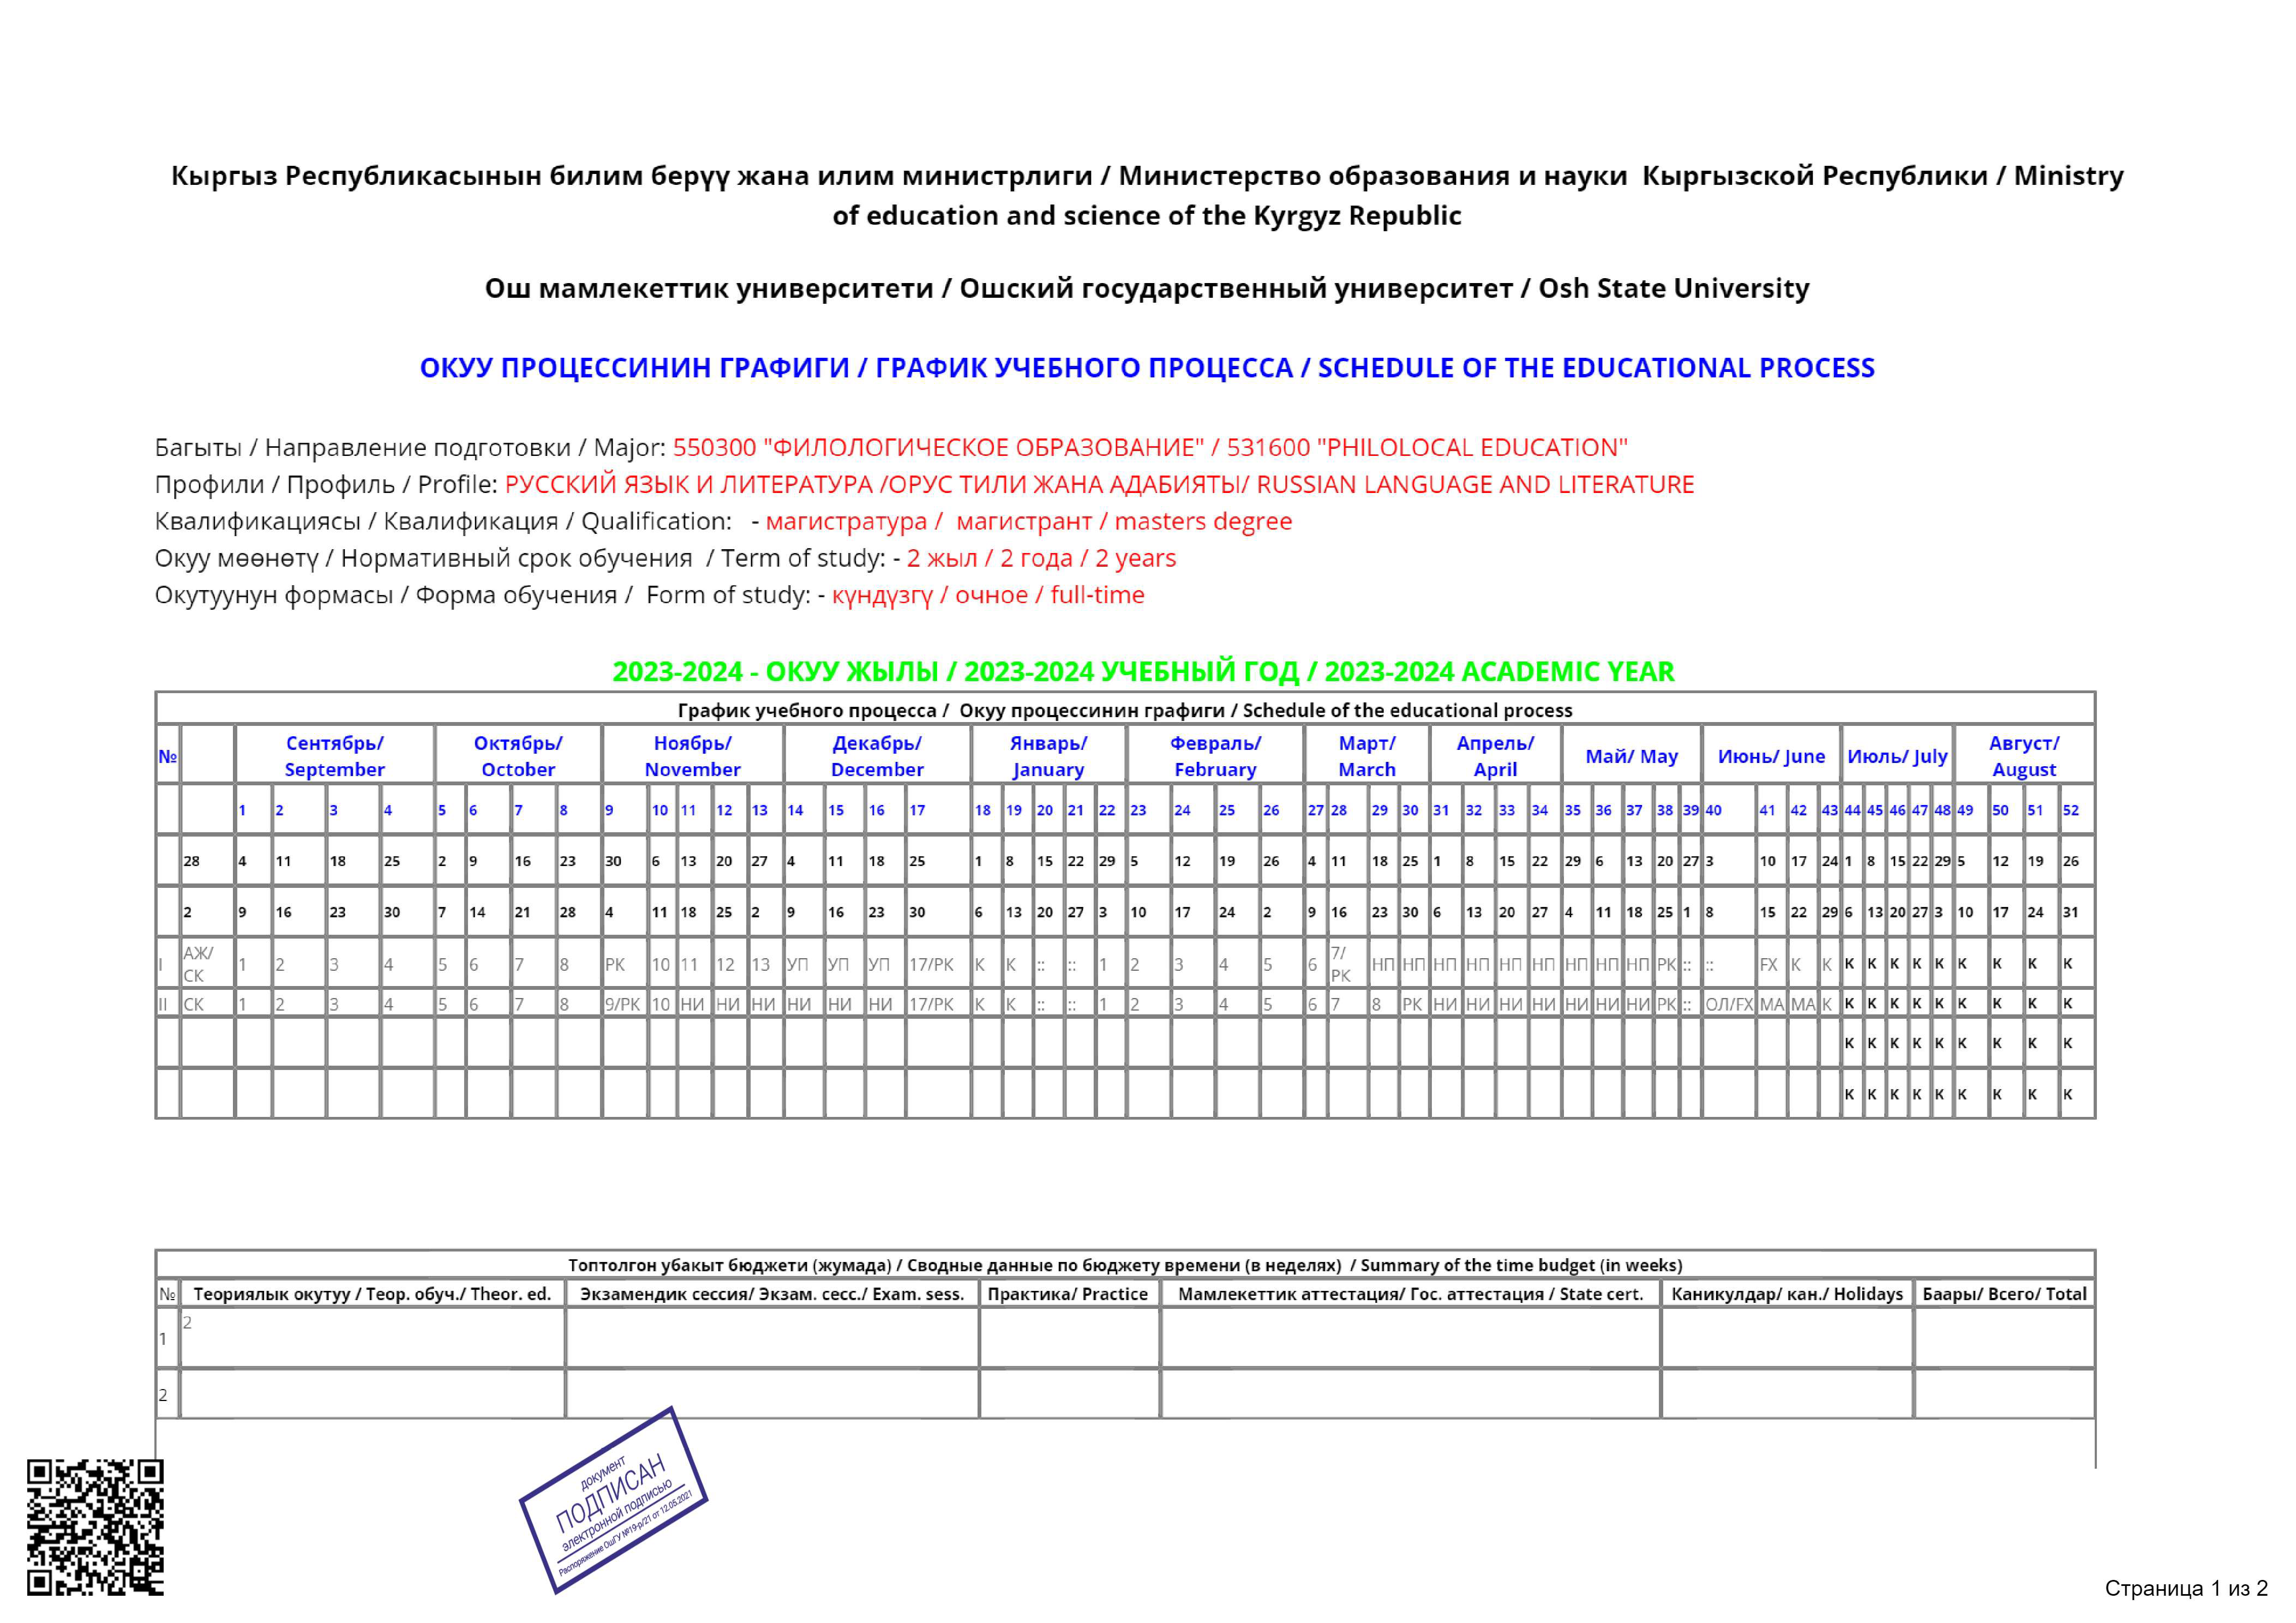 Кыргыз Республикасынын билим берүү жана илим министрлиги / Министерство образования и науки  Кыргызской Республики / Ministry
of education and science of the Kyrgyz Republic
Ош мамлекеттик университети / Ошский государственный университет / Osh State University
ОКУУ ПРОЦЕССИНИН ГРАФИГИ / ГРАФИК УЧЕБНОГО ПРОЦЕССА / SCHEDULE OF THE EDUCATIONAL PROCESS
Багыты / Направление подготовки / Major: 550300 "ФИЛОЛОГИЧЕСКОЕ ОБРАЗОВАНИЕ" / 531600 "PHILOLOCAL EDUCATION"
Профили / Профиль / Profile: РУССКИЙ ЯЗЫК И ЛИТЕРАТУРА /ОРУС ТИЛИ ЖАНА АДАБИЯТЫ/ RUSSIAN LANGUAGE AND LITERATURE
Квалификациясы / Квалификация / Qualification:   - магистратура /  магистрант / masters degree
Окуу мөөнөтү / Нормативный срок обучения  / Term of study: - 2 жыл / 2 года / 2 years
Окутуунун формасы / Форма обучения /  Form of study: - күндүзгү / очное / full-time
2023-2024 - ОКУУ ЖЫЛЫ / 2023-2024 УЧЕБНЫЙ ГОД / 2023-2024 ACADEMIC YEAR
График учебного процесса /  Окуу процессинин графиги / Schedule of the educational process
№ Сентябрь/ September Октябрь/ October Ноябрь/ November Декабрь/ December Январь/ January Февраль/ February Март/ March Апрель/ April Май/ May Июнь/ June Июль/ July Август/ August
1 2 3 4 5 6 7 8 9 10 11 12 13 14 15 16 17 18 19 20 21 22 23 24 25 26 27 28 29 30 31 32 33 34 35 36 37 38 39 40 41 42 43 44 45 46 47 48 49 50 51 52
28 4 11 18 25 2 9 16 23 30 6 13 20 27 4 11 18 25 1 8 15 22 29 5 12 19 26 4 11 18 25 1 8 15 22 29 6 13 20 27 3 10 17 24 1 8 15 22 29 5 12 19 26
2 9 16 23 30 7 14 21 28 4 11 18 25 2 9 16 23 30 6 13 20 27 3 10 17 24 2 9 16 23 30 6 13 20 27 4 11 18 25 1 8 15 22 29 6 13 20 27 3 10 17 24 31
I АЖ/ СК 1 2 3 4 5 6 7 8 РК 10 11 12 13 УП УП УП 17/РК К К :: :: 1 2 3 4 5 6 7/ РК НП НП НП НП НП НП НП НП НП РК :: :: FX К К К К К К К К К К К
II СК 1 2 3 4 5 6 7 8 9/РК 10 НИ НИ НИ НИ НИ НИ 17/РК К К :: :: 1 2 3 4 5 6 7 8 РК НИ НИ НИ НИ НИ НИ НИ РК :: ОЛ/FX МА МА К К К К К К К К К К
К К К К К К К К К
К К К К К К К К К
Топтолгон убакыт бюджети (жумада) / Сводные данные по бюджету времени (в неделях)  / Summary of the time budget (in weeks)
№ Теориялык окутуу / Теор. обуч./ Theor. ed. Экзамендик сессия/ Экзам. сесс./ Exam. sess. Практика/ Practice Мамлекеттик аттестация/ Гос. аттестация / State cert. Каникулдар/ кан./ Holidays Баары/ Всего/ Total
1 2
2
документ
ПОДПИСАН
электронной подписью
Распоряжение ОшГУ №19-р/21 от 12.05.2021
Страница 1 из 2